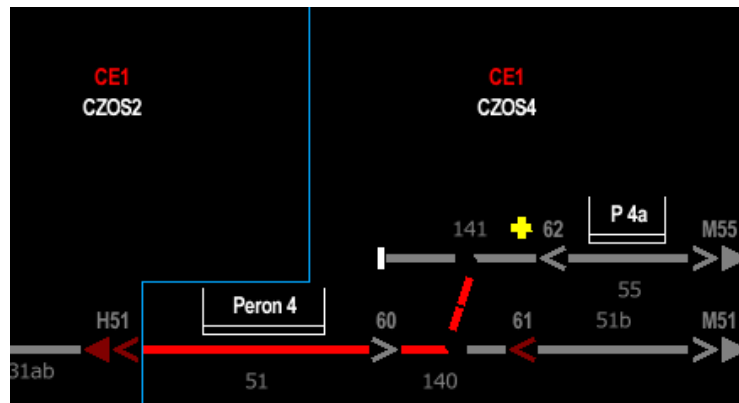 CE1
CZOS2
CE1
CZOS4
P 4a
141
62
M55
55
Peron 4
H51
60
61
51b
M51
31ab
51
140